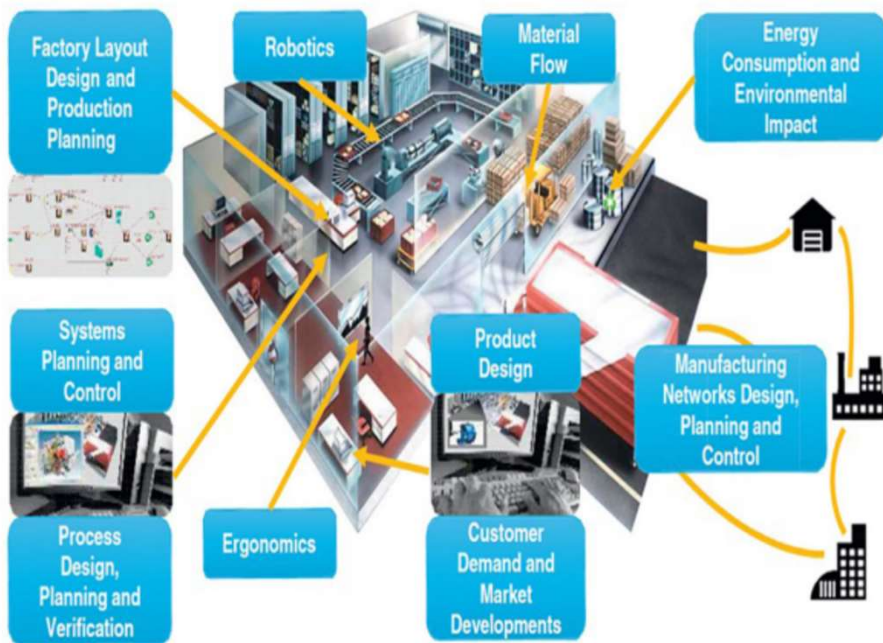 Factory Layout
Design and
Production
Planning
Robotics
Material
Flow
Energy
Consumption and
Environmental
Impact
Systems
Planning and
Control
Product
Design
Manufacturing
Networks Design,
Planning and
Control
Process
Design,
Planning and
Verification
Ergonomics
Customer
Demand and
Market
Developments